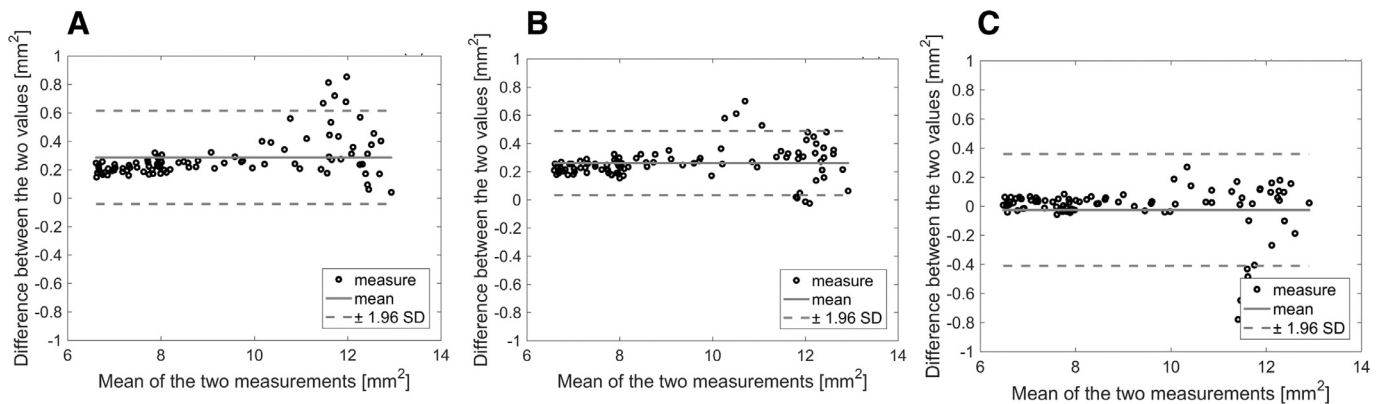 A
Difference between the two values [mm²]
1
0.8
0.6
0.4
0.2
0
0.2
-0.4
-0.6
-0.8
-1
measure
mean
± 1.96 SD
6 8 10 12 14
Mean of the two measurements [mm²]
B
Difference between the two values [mm²]
1
0.8
0.6
0.4
0.2
0
0.2
-0.4
-0.6
-0.8
-1
measure
mean
± 1.96 SD
6 8 10 12 14
Mean of the two measurements [mm²]
C
Difference between the two values [mm²]
1
0.8
0.6
0.4
0.2
0
0.2
-0.4
-0.6
-0.8
-1
measure
mean
± 1.96 SD
6 8 10 12 14
Mean of the two measurements [mm²]